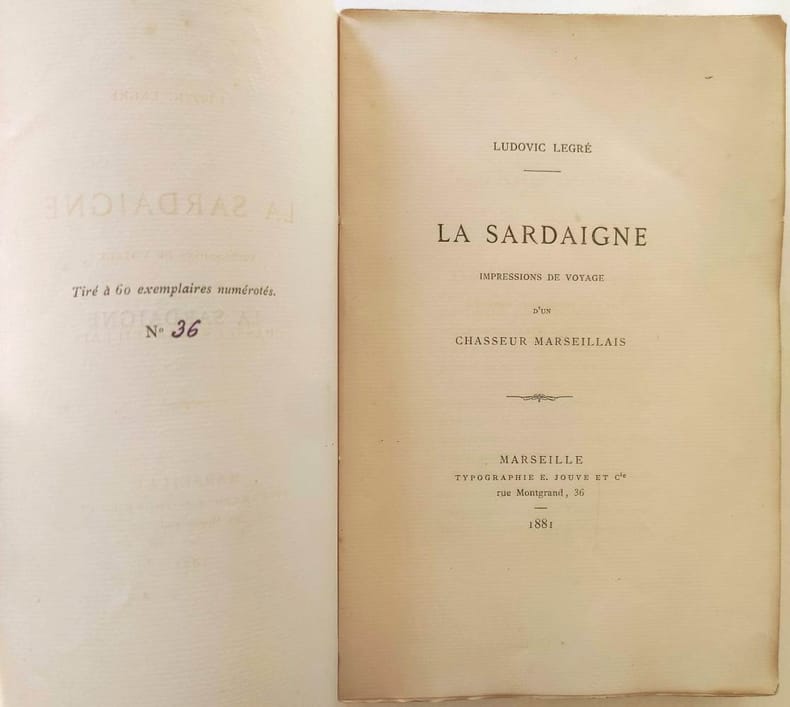 Tiré à 60 exemplaires numérotés.
Nº 36
LUDOVIC LEGRÉ
LA SARDAIGNE
IMPRESSIONS DE VOYAGE
D'UN
CHASSEUR MARSEILLAIS
MARSEILLE
TYPOGRAPHIE E. JOUVE ET Cie
rue Montgrand, 36
1881